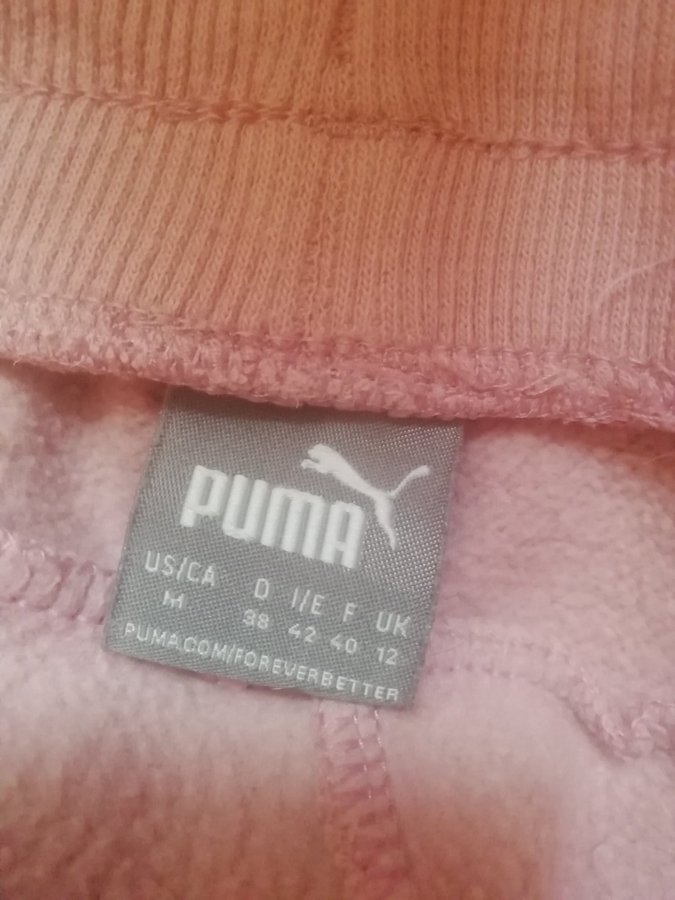 PUMA
US/CA D I/E F UK
M 38 42 40 12
PUMA.COM/FOREVERBETTER